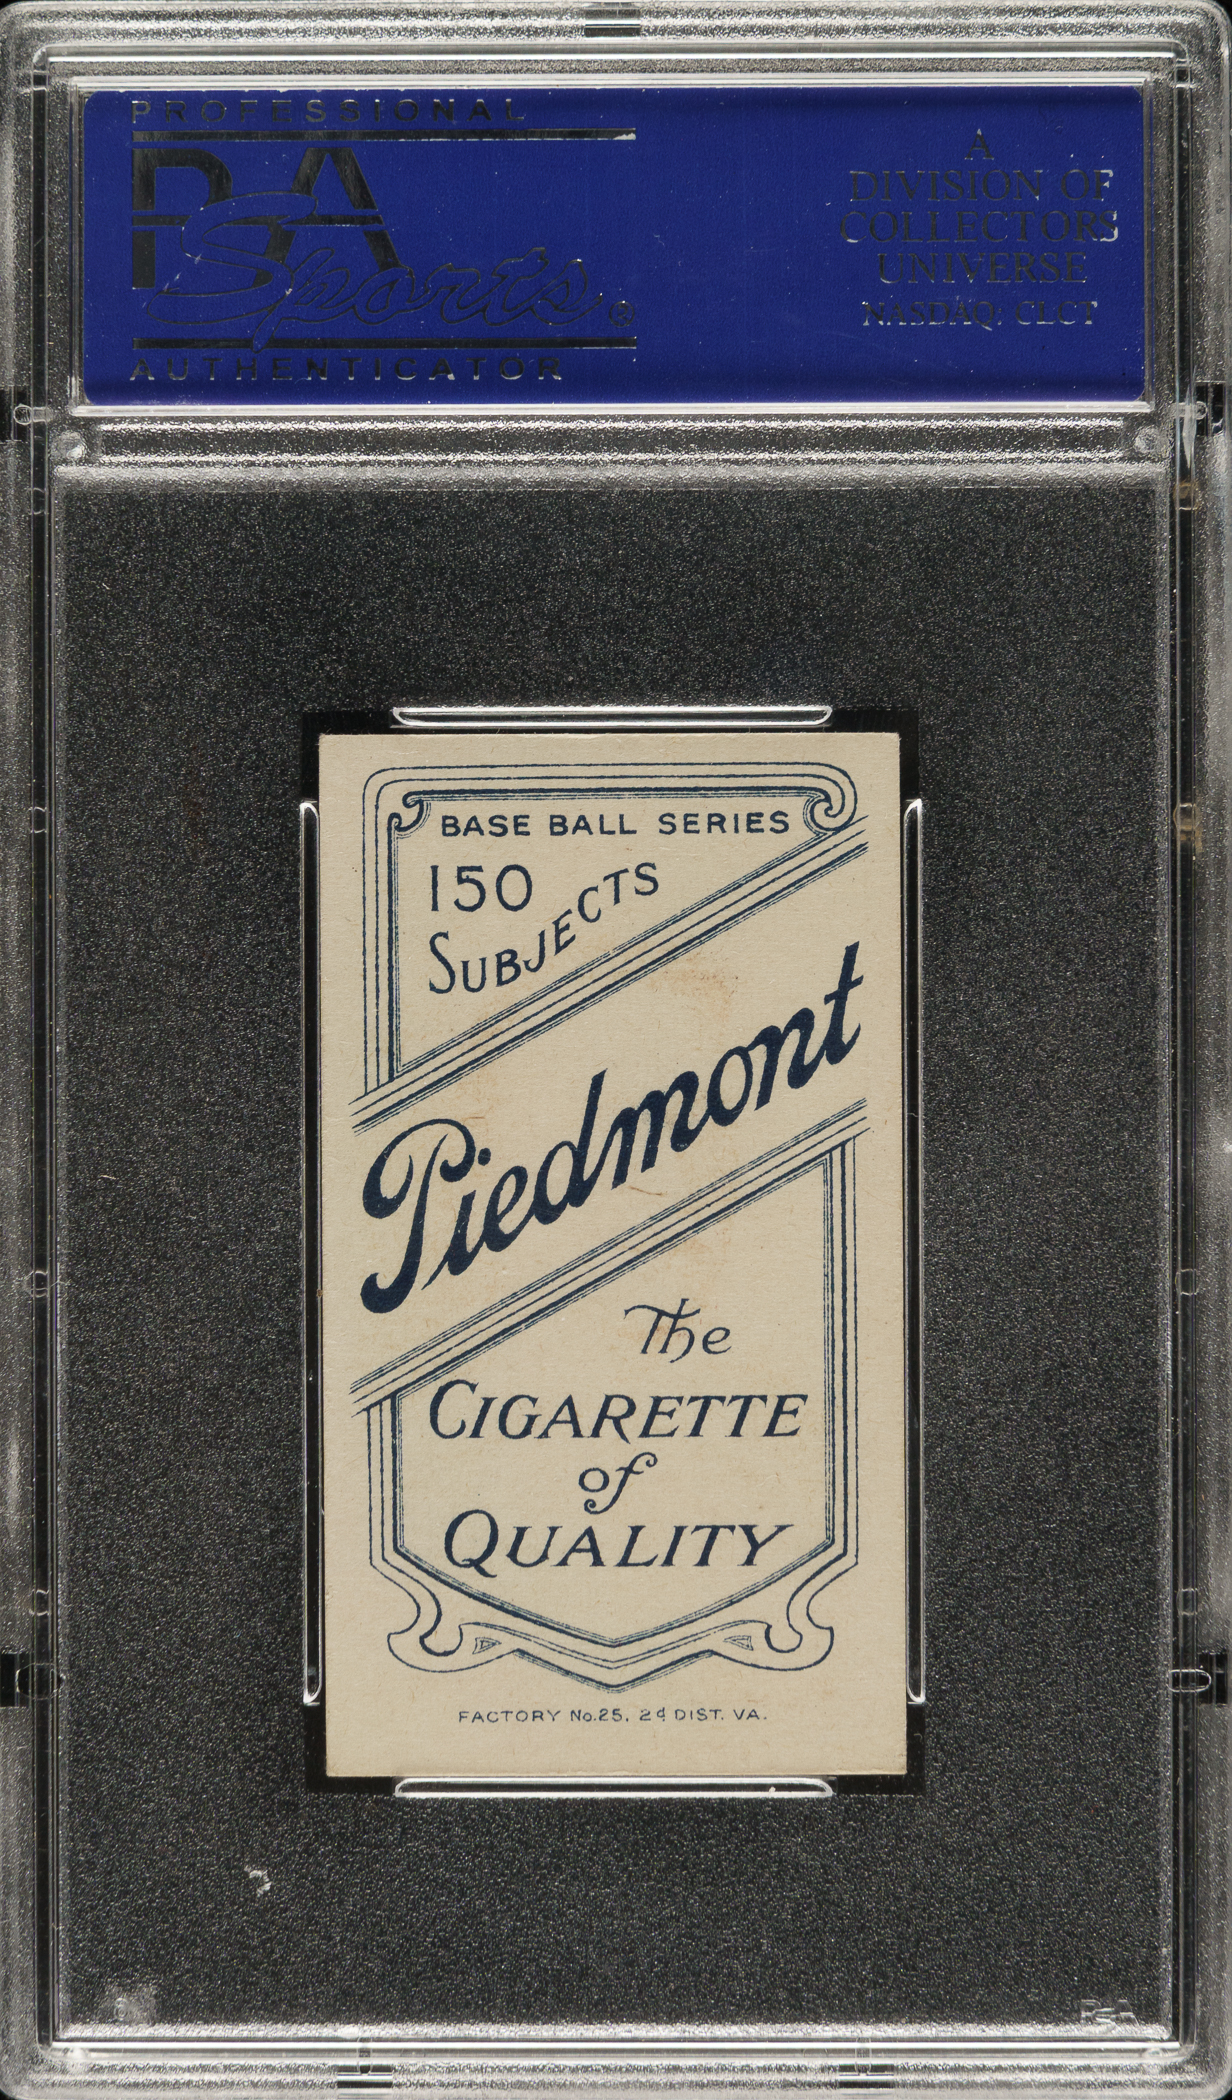 PROFESSIONAL
PSA
Sports®
AUTHENTICATOR
A
DIVISION OF
COLLECTORS
UNIVERSE
NASDAQ: CLCT
BASE BALL SERIES
150
SUBJECTS
Piedmont
The
CIGARETTE
of
QUALITY
FACTORY No. 25, 2d DIST. VA.
PSA